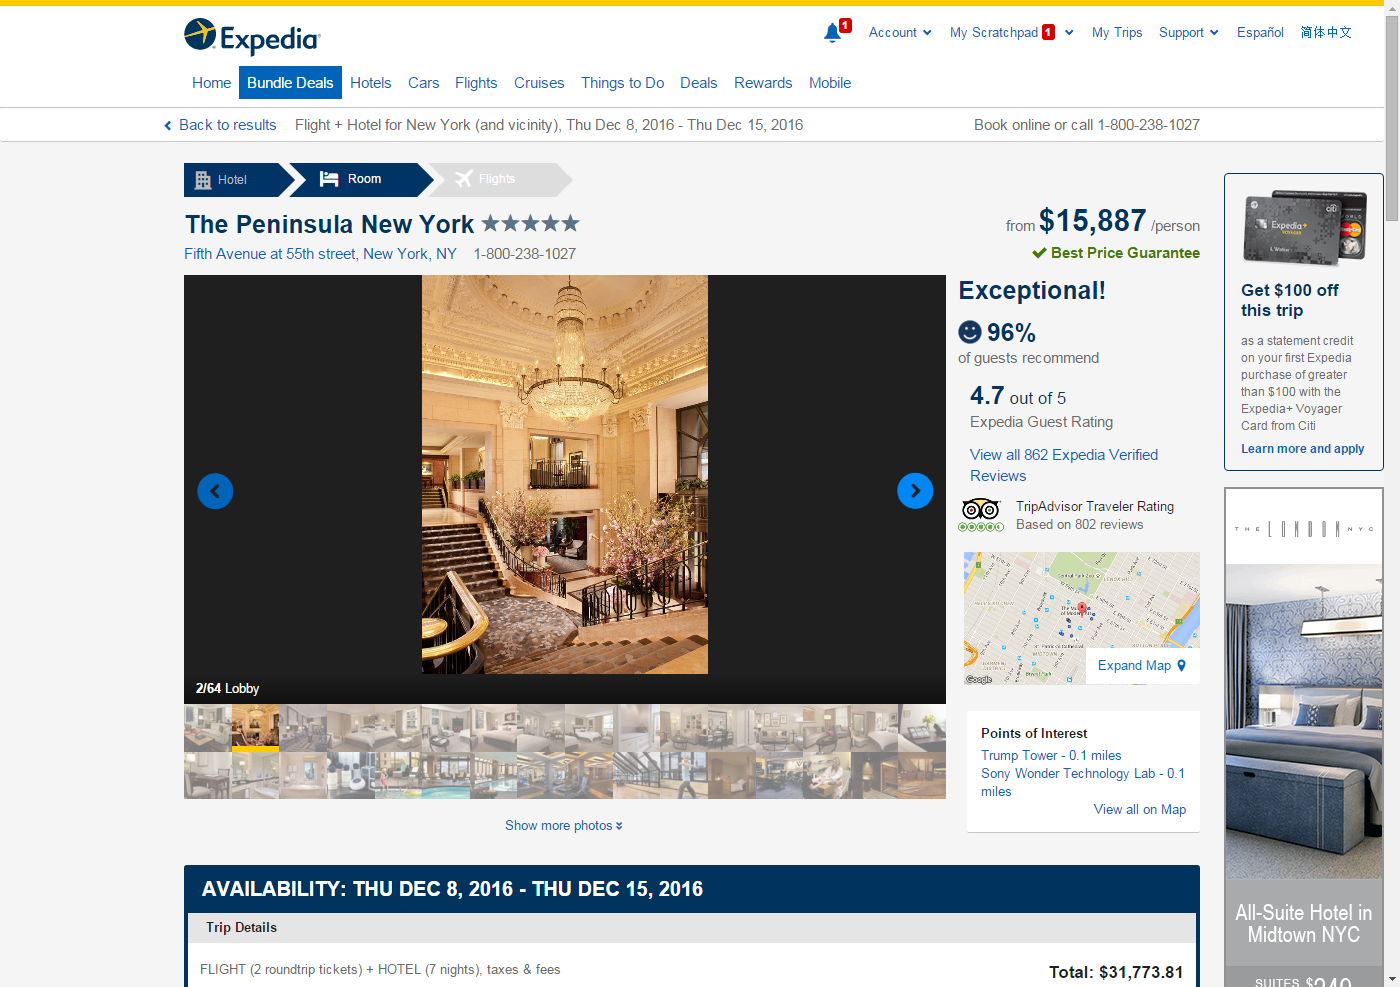 Expedia
1
Account
My Scratchpad 1
My Trips
Support
Español
简体中文
Home
Bundle Deals
Hotels
Cars
Flights
Cruises
Things to Do
Deals
Rewards
Mobile
Back to results
Flight + Hotel for New York (and vicinity), Thu Dec 8, 2016 - Thu Dec 15, 2016
Book online or call 1-800-238-1027
Hotel
Room
Flights
The Peninsula New York
Fifth Avenue at 55th street, New York, NY
1-800-238-1027
from $15,887 /person
Best Price Guarantee
2/64 Lobby
Show more photos
Exceptional!
96%
of guests recommend
4.7 out of 5
Expedia Guest Rating
View all 862 Expedia Verified
Reviews
TripAdvisor Traveler Rating
Based on 802 reviews
Central Park Zoo
MIDTOWN
Google
Expand Map
Points of Interest
Trump Tower - 0.1 miles
Sony Wonder Technology Lab - 0.1
miles
View all on Map
citi
Expedia+
VOYAGER
Get $100 off
this trip
as a statement credit
on your first Expedia
purchase of greater
than $100 with the
Expedia+ Voyager
Card from Citi
Learn more and apply
THE LONDON NYC
All-Suite Hotel in
Midtown NYC
SUITES $249
AVAILABILITY: THU DEC 8, 2016 - THU DEC 15, 2016
Trip Details
FLIGHT (2 roundtrip tickets) + HOTEL (7 nights), taxes & fees
Total: $31,773.81